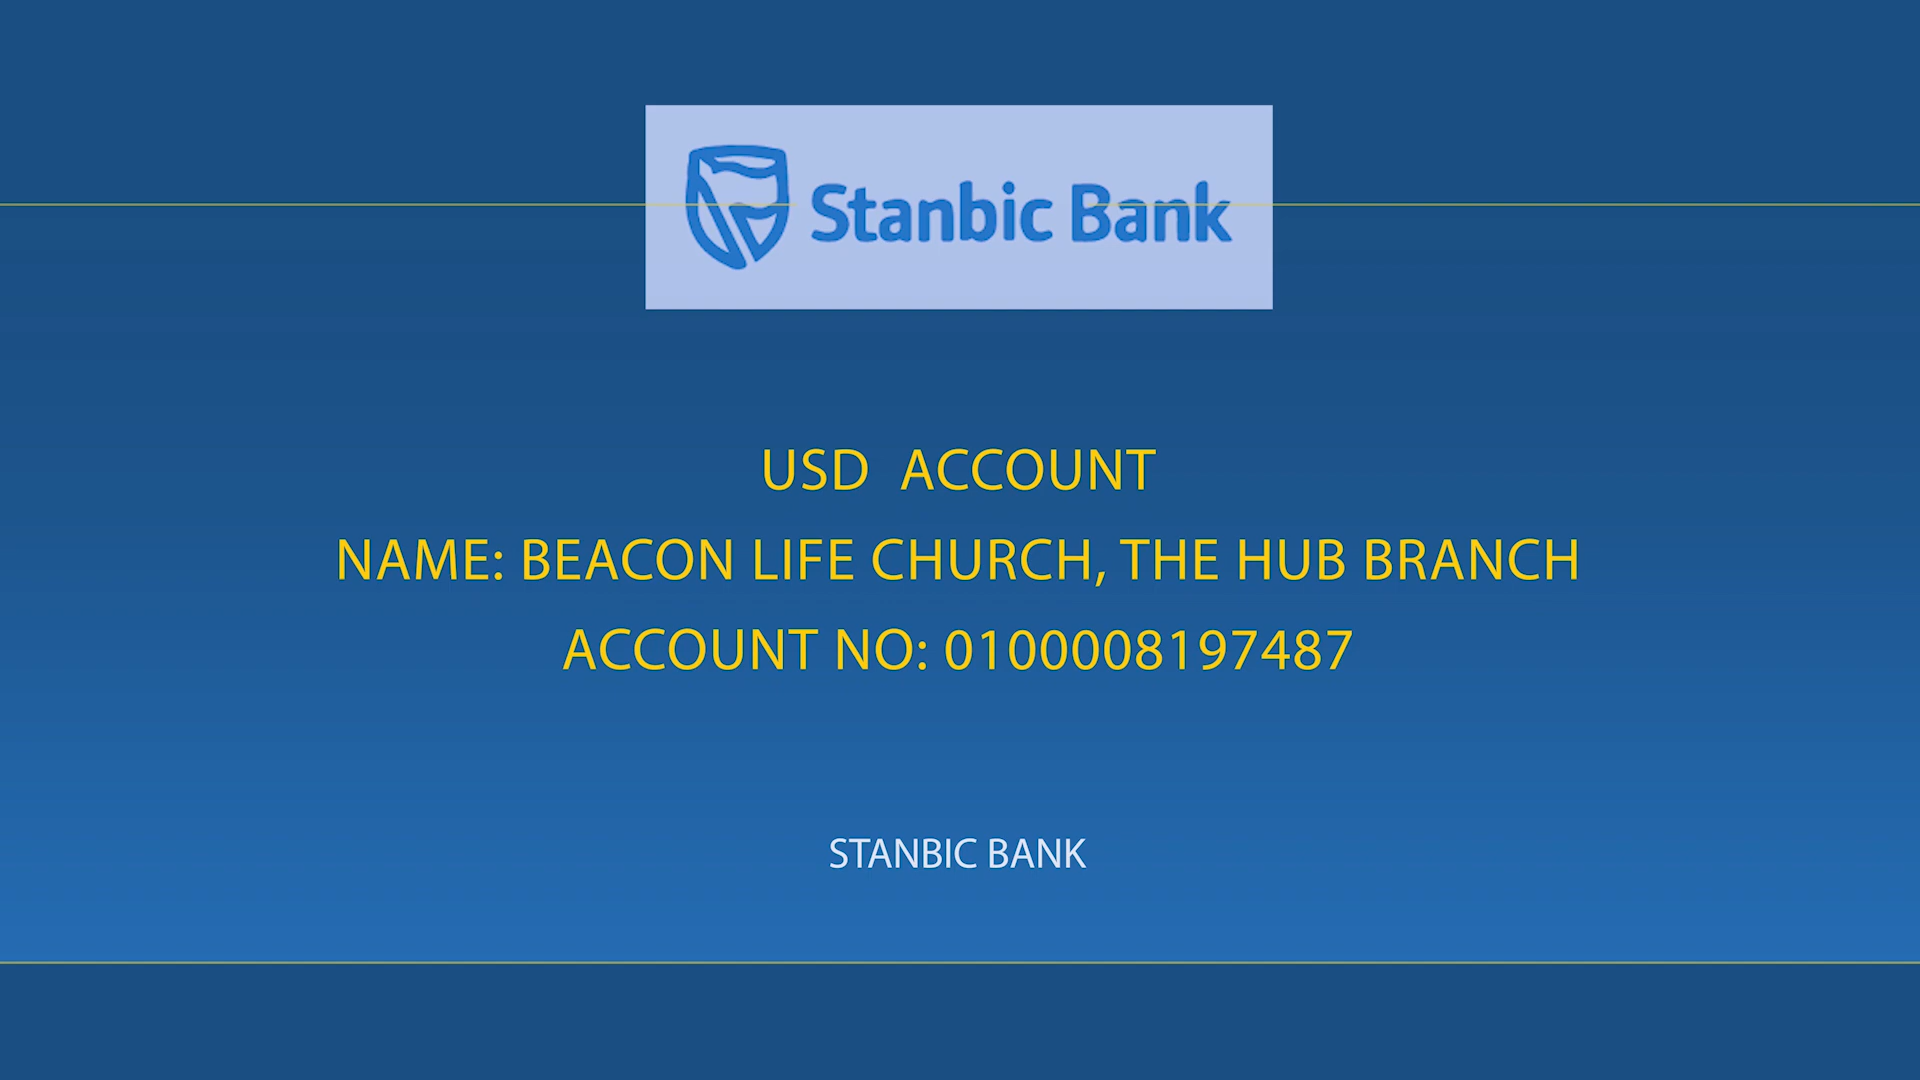 Stanbic Bank
USD ACCOUNT
NAME: BEACON LIFE CHURCH, THE HUB BRANCH
ACCOUNT NO: 0100008197487
STANBIC BANK